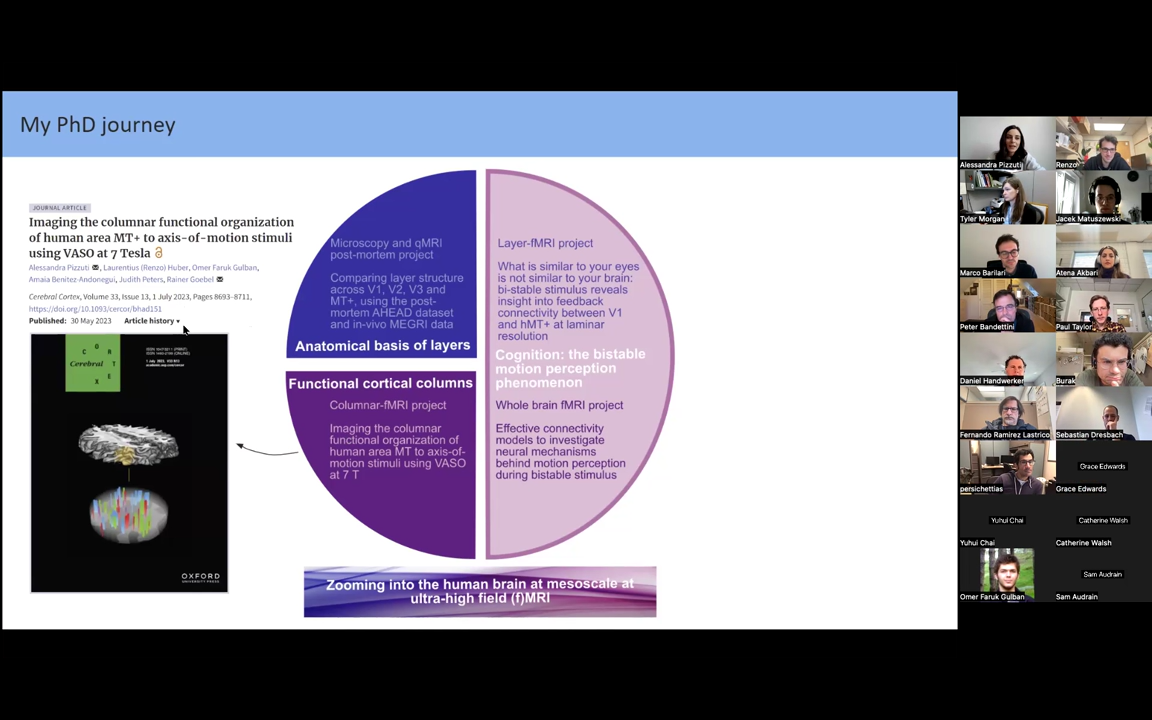 My PhD journey
JOURNAL ARTICLE
Imaging the columnar functional organization
of human area MT+ to axis-of-motion stimuli
using VASO at 7 Tesla
Alessandra Pizzuti, Laurentius (Renzo) Huber, Omer Faruk Gulban,
Amaia Benitez-Andonegui, Judith Peters, Rainer Goebel
Cerebral Cortex, Volume 33, Issue 13, 1 July 2023, Pages 8693–8711,
https://doi.org/10.1093/cercor/bhad151
Published: 30 May 2023 Article history
C O R
Cerebral T
X E
OXFORD
UNIVERSITY PRESS
Microscopy and qMRI
post-mortem project
Comparing layer structure
across V1, V2, V3 and
MT+, using the post-
mortem AHEAD dataset
and in-vivo MEGRI data
Anatomical basis of layers
Functional cortical columns
Columnar-fMRI project
Imaging the columnar
functional organization of
human area MT to axis-of-
motion stimuli using VASO
at 7 T
Layer-fMRI project
What is similar to your eyes
is not similar to your brain:
bi-stable stimulus reveals
insight into feedback
connectivity between V1
and hMT+ at laminar
resolution
Cognition: the bistable
motion perception
phenomenon
Whole brain fMRI project
Effective connectivity
models to investigate
neural mechanisms
behind motion perception
during bistable stimulus
Zooming into the human brain at mesoscale at
ultra-high field (f)MRI
Alessandra Pizzuti
Renzo
Tyler Morgan
Jacek Matuszewski
Marco Barilari
Atena Akbari
Peter Bandettini
Paul Taylor
Daniel Handwerker
Burak
Fernando Ramirez Lastrico
Sebastian Dresbach
persichettias
Grace Edwards
Grace Edwards
Yuhui Chai
Yuhui Chai
Catherine Walsh
Catherine Walsh
Omer Faruk Gulban
Sam Audrain
Sam Audrain